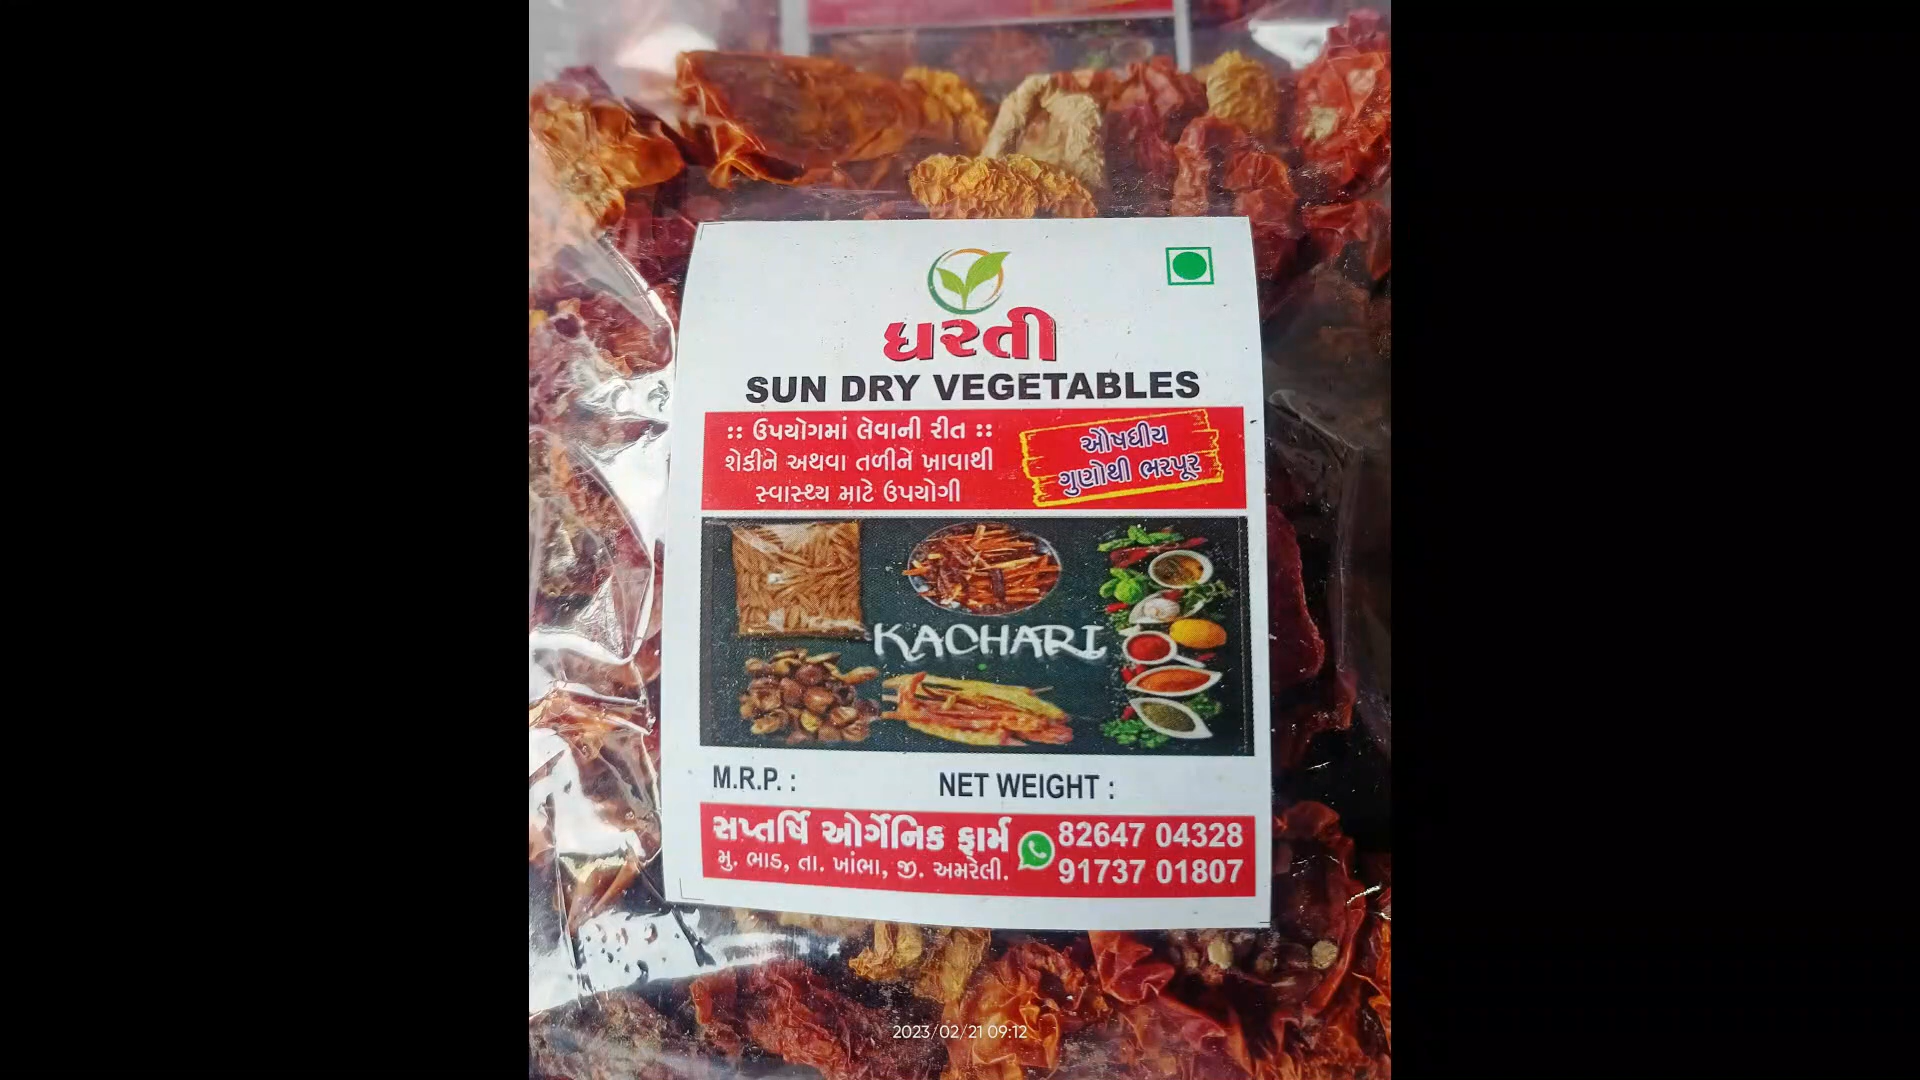 ધરતી
SUN DRY VEGETABLES
:: ઉપયોગમાં લેવાની રીત ::
શેકીને અથવા તળીને ખાવાથી
સ્વાસ્થ્ય માટે ઉપયોગી
ઔષધીય
ગુણોથી ભરપૂર
KACHARI
M.R.P. :
NET WEIGHT :
સપ્તર્ષિ ઓર્ગેનિક ફાર્મ
મુ. ભાડ, તા. ખાંભા, જી. અમરેલી.
82647 04328
91737 01807
2023/02/21 09:12